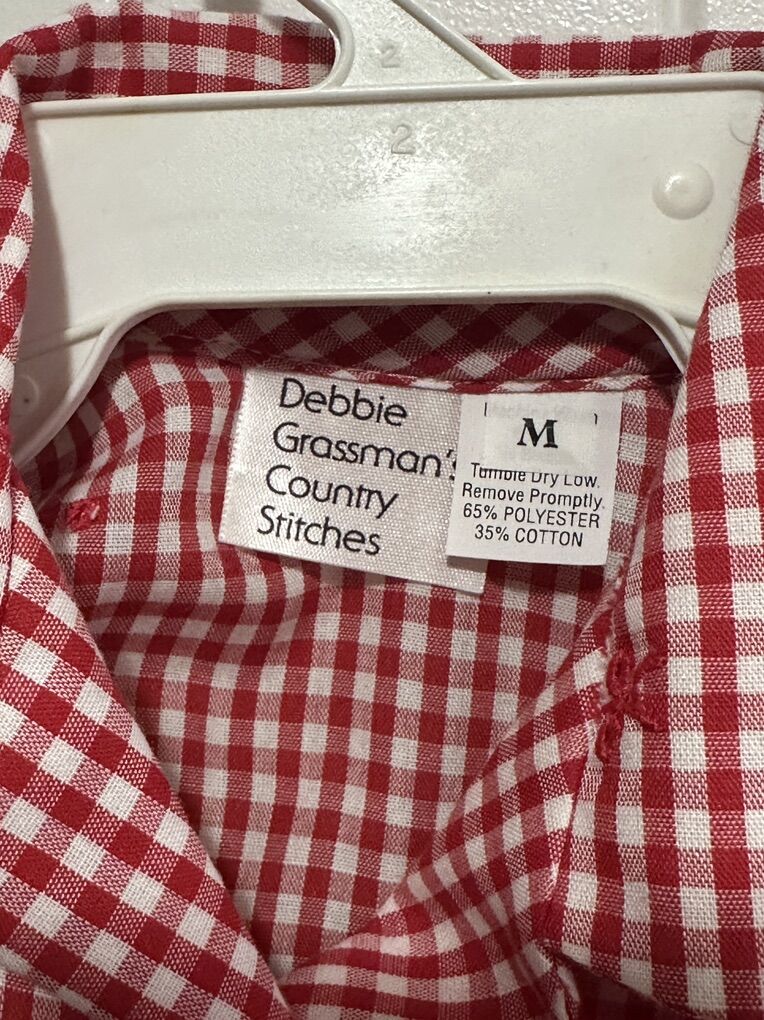 2
2
Debbie
Grassman's
Country
Stitches
M
Tumble Dry Low.
Remove Promptly.
65% POLYESTER
35% COTTON